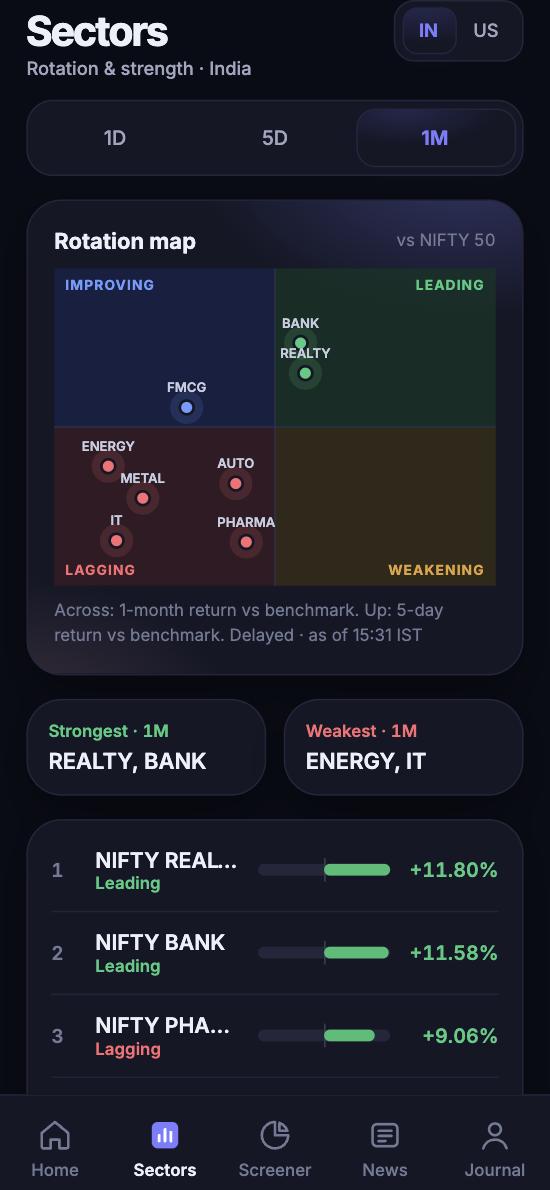 Sectors
IN US
Rotation & strength · India
1D 5D 1M
Rotation map vs NIFTY 50
IMPROVING LEADING
BANK
REALTY
FMCG
ENERGY
METAL AUTO
IT PHARMA
LAGGING WEAKENING
Across: 1-month return vs benchmark. Up: 5-day
return vs benchmark. Delayed · as of 15:31 IST
Strongest · 1M
REALTY, BANK
Weakest · 1M
ENERGY, IT
1 NIFTY REAL... +11.80%
Leading
2 NIFTY BANK +11.58%
Leading
3 NIFTY PHA... +9.06%
Lagging
Home Sectors Screener News Journal